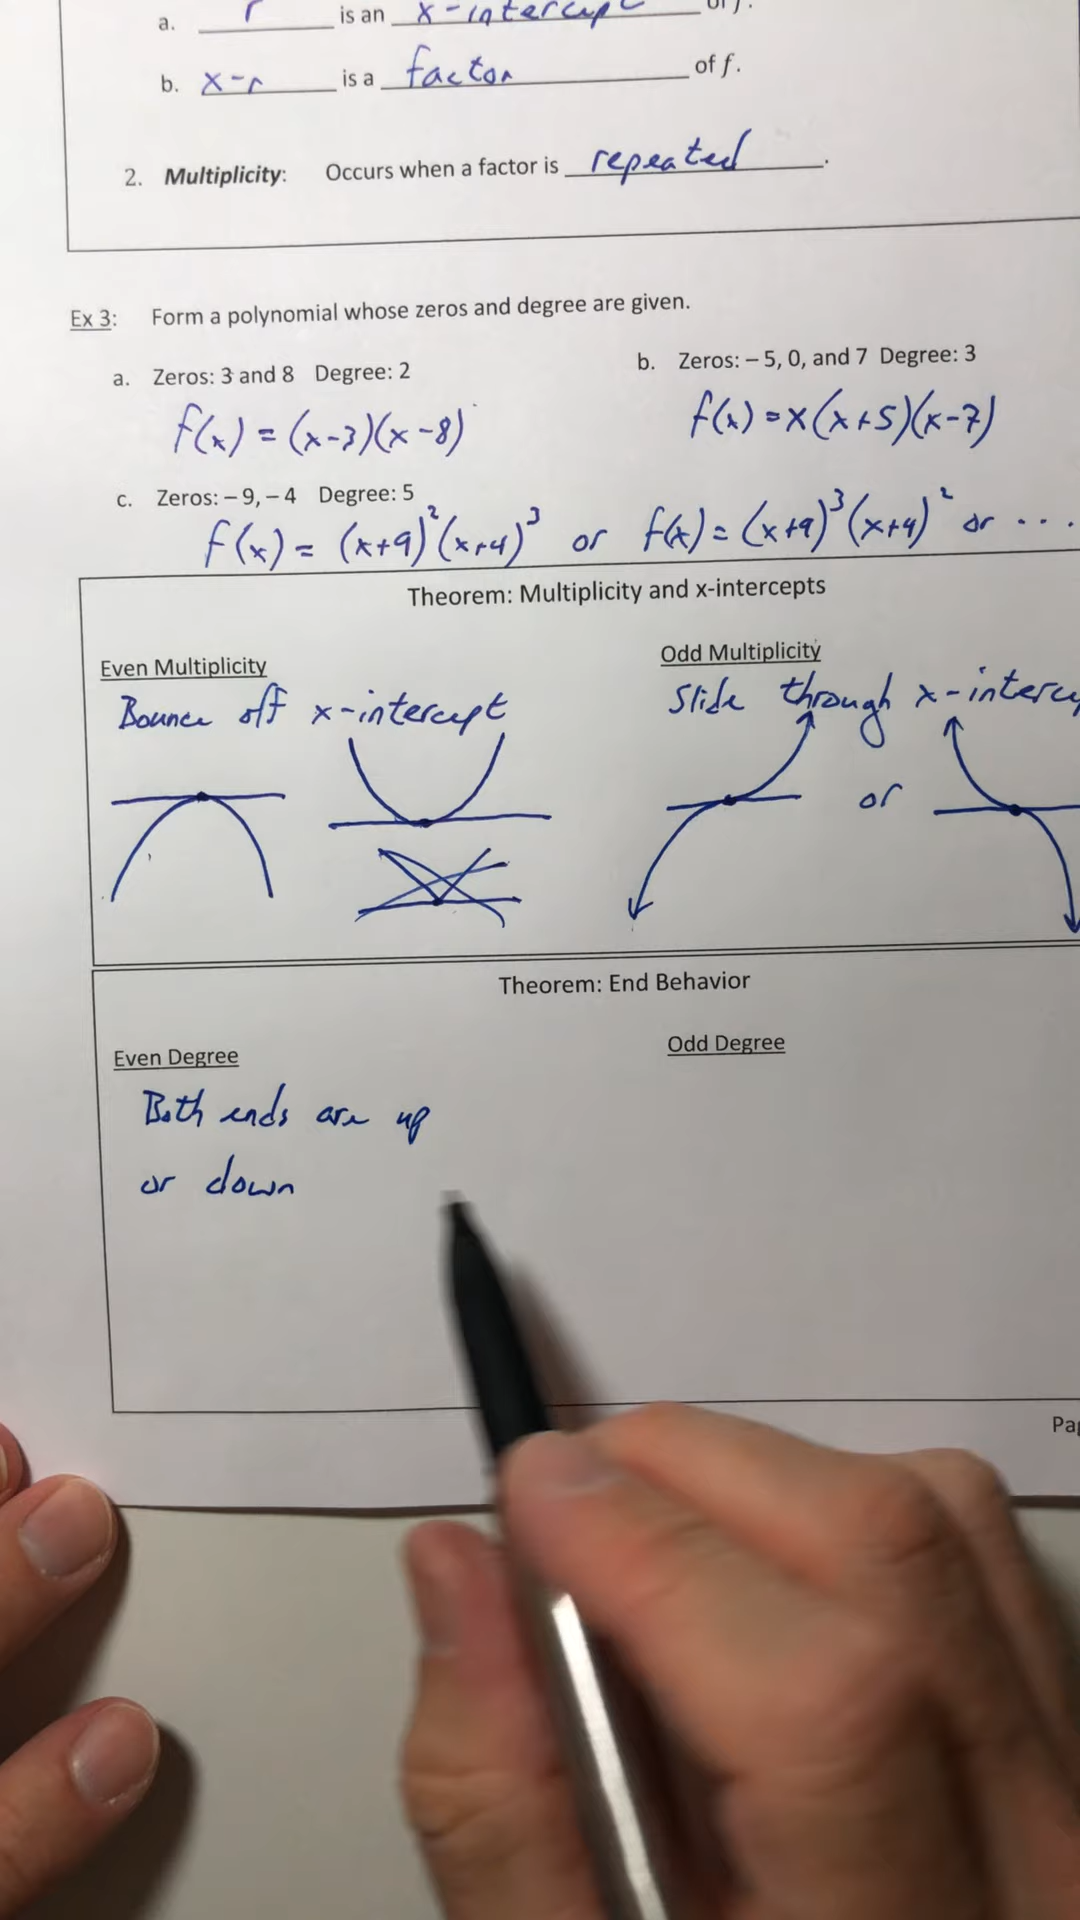 a. r is an x-intercept of f.
b. x-r is a factor of f.
2. Multiplicity: Occurs when a factor is repeated.
Ex 3: Form a polynomial whose zeros and degree are given.
a. Zeros: 3 and 8 Degree: 2
b. Zeros: – 5, 0, and 7 Degree: 3
f(x) = (x-3)(x-8)
f(x) = x(x+5)(x-7)
c. Zeros: – 9, – 4 Degree: 5
f(x) = (x+9)²(x+4)³ or f(x) = (x+9)³(x+4)² or ...
Theorem: Multiplicity and x-intercepts
Even Multiplicity
Odd Multiplicity
Bounce off x-intercept
Slide through x-interce
or
Theorem: End Behavior
Even Degree
Odd Degree
Both ends are up
or down
Pag